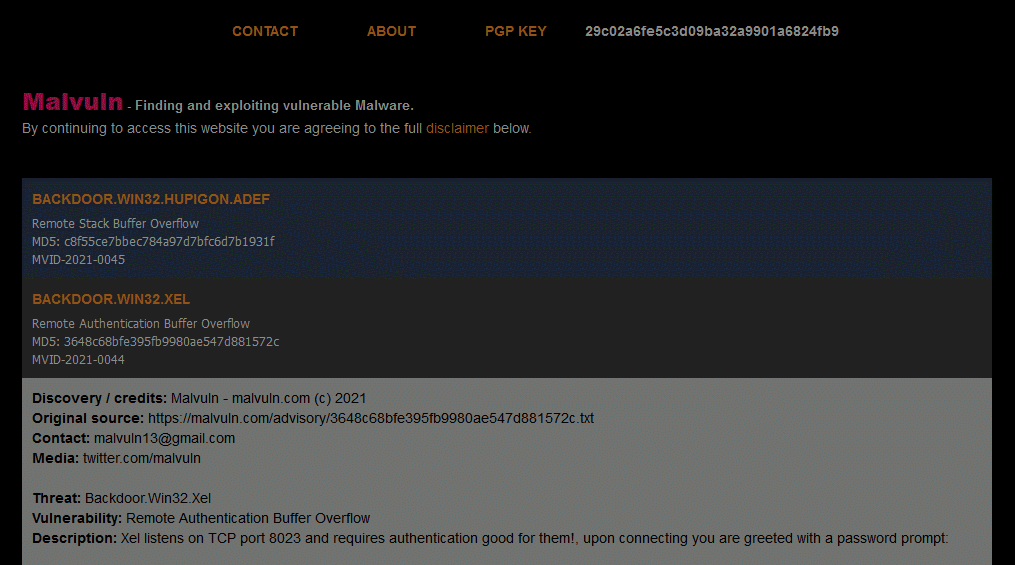 CONTACT ABOUT PGP KEY 29c02a6fe5c3d09ba32a9901a6824fb9
Malvuln - Finding and exploiting vulnerable Malware.
By continuing to access this website you are agreeing to the full disclaimer below.
BACKDOOR.WIN32.HUPIGON.ADEF
Remote Stack Buffer Overflow
MD5: c8f55ce7bbec784a97d7bfc6d7b1931f
MVID-2021-0045
BACKDOOR.WIN32.XEL
Remote Authentication Buffer Overflow
MD5: 3648c68bfe395fb9980ae547d881572c
MVID-2021-0044
Discovery / credits: Malvuln - malvuln.com (c) 2021
Original source: https://malvuln.com/advisory/3648c68bfe395fb9980ae547d881572c.txt
Contact: malvuln13@gmail.com
Media: twitter.com/malvuln
Threat: Backdoor.Win32.Xel
Vulnerability: Remote Authentication Buffer Overflow
Description: Xel listens on TCP port 8023 and requires authentication good for them!, upon connecting you are greeted with a password prompt: